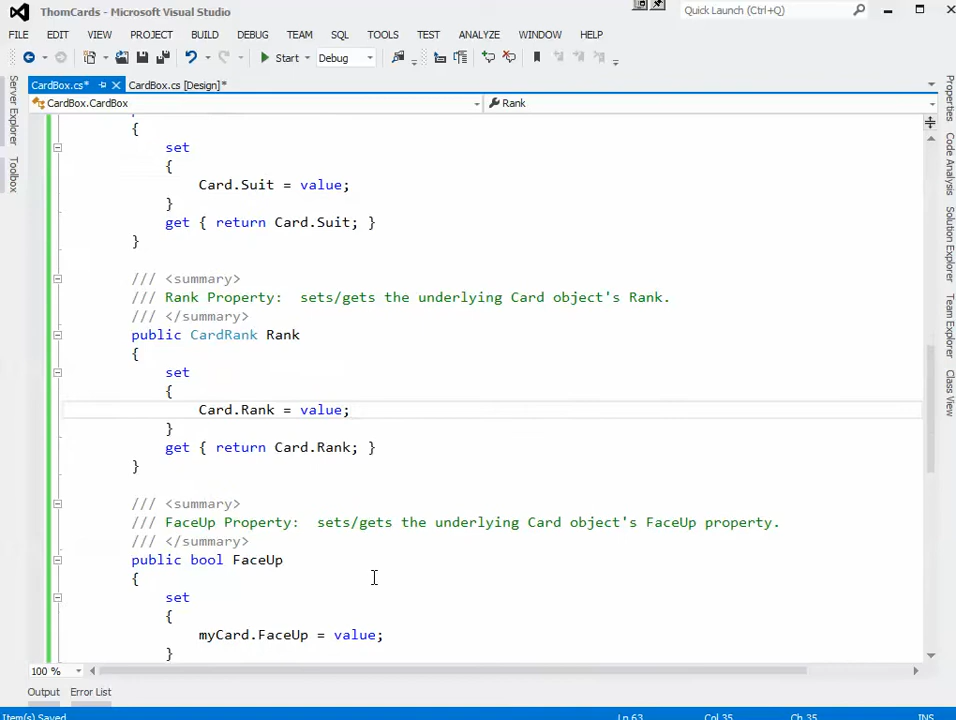 ThomCards - Microsoft Visual Studio
Quick Launch (Ctrl+Q)
FILE EDIT VIEW PROJECT BUILD DEBUG TEAM SQL TOOLS TEST ANALYZE WINDOW HELP
Start Debug
CardBox.cs* CardBox.cs [Design]*
CardBox.CardBox Rank
{
set
{
Card.Suit = value;
}
get { return Card.Suit; }
}
/// <summary>
/// Rank Property:  sets/gets the underlying Card object's Rank.
/// </summary>
public CardRank Rank
{
set
{
Card.Rank = value;
}
get { return Card.Rank; }
}
/// <summary>
/// FaceUp Property:  sets/gets the underlying Card object's FaceUp property.
/// </summary>
public bool FaceUp
{
set
{
myCard.FaceUp = value;
}
100 %
Output Error List
Item(s) Saved Ln 63 Col 35 Ch 35 INS
Server Explorer
Toolbox
Properties
Code Analysis
Solution Explorer
Team Explorer
Class View